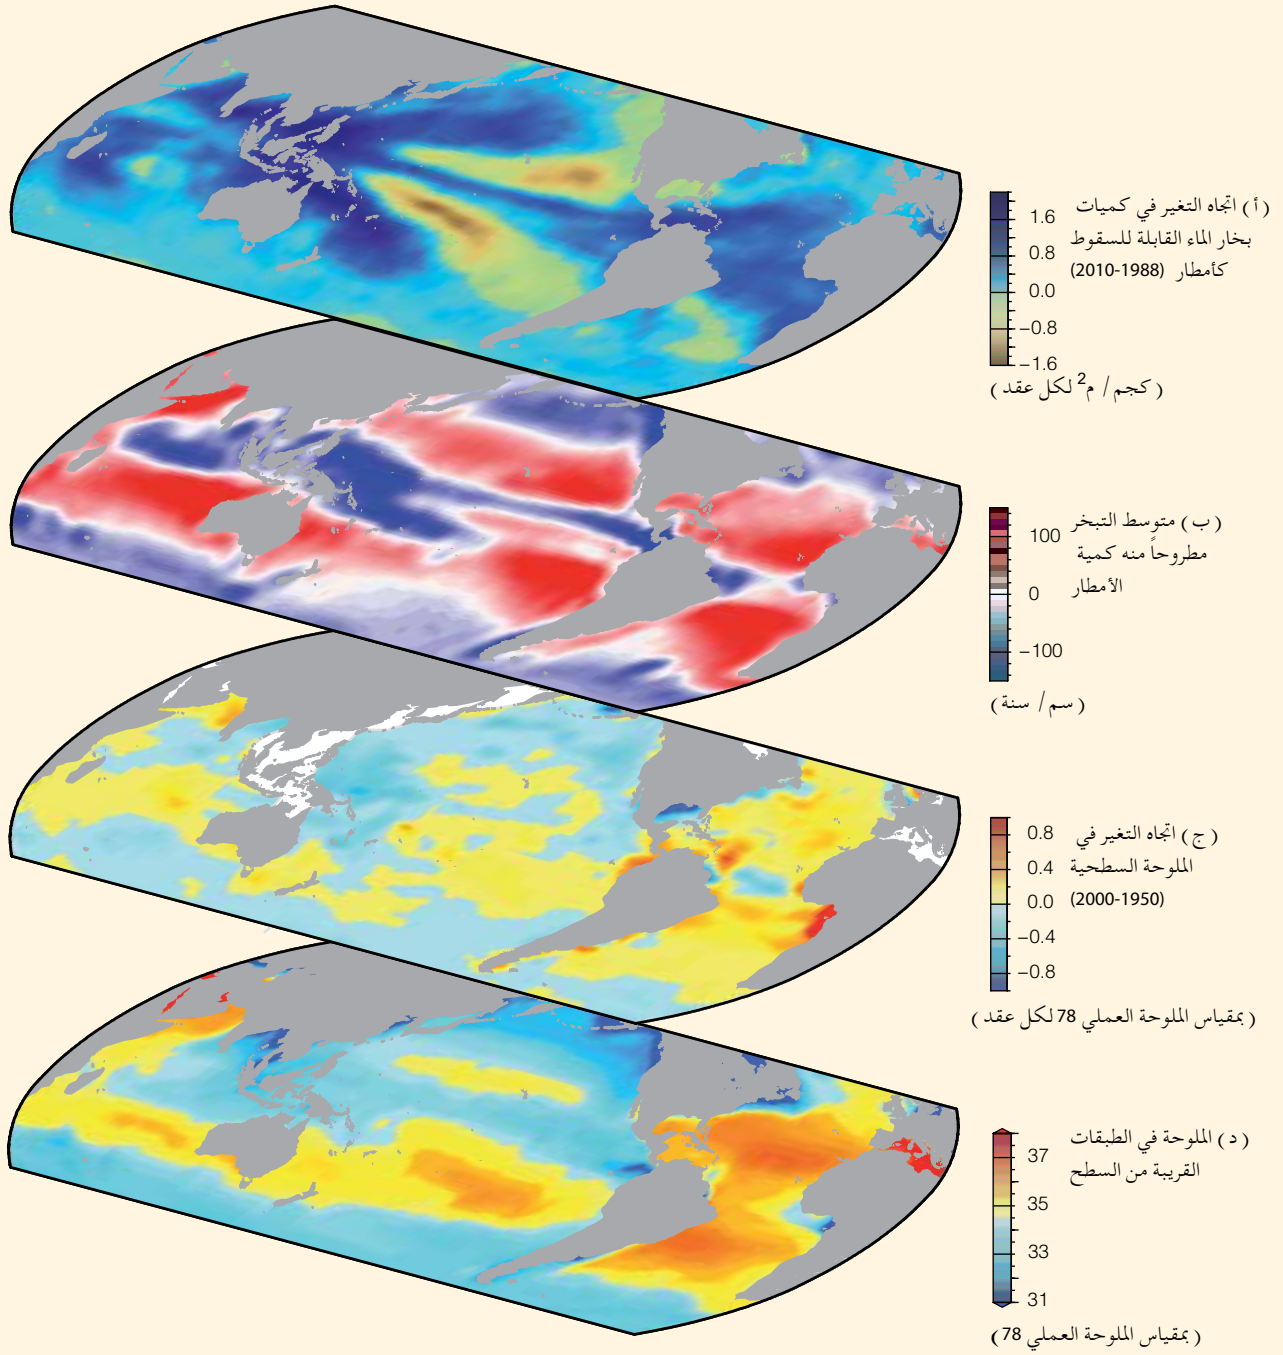 (أ) اتجاه التغير في كميات
بخار الماء القابلة للسقوط
كأمطار (1988-2010)
1.6
0.8
0.0
−0.8
−1.6
(كجم/ م2 لكل عقد)
(ب) متوسط التبخر
مطروحاً منه كمية
الأمطار
100
0
−100
(سم/ سنة)
(ج) اتجاه التغير في
الملوحة السطحية
(1950-2000)
0.8
0.4
0.0
−0.4
−0.8
(بمقياس الملوحة العملي 78 لكل عقد)
(د) الملوحة في الطبقات
القريبة من السطح
37
35
33
31
(بمقياس الملوحة العملي 78)